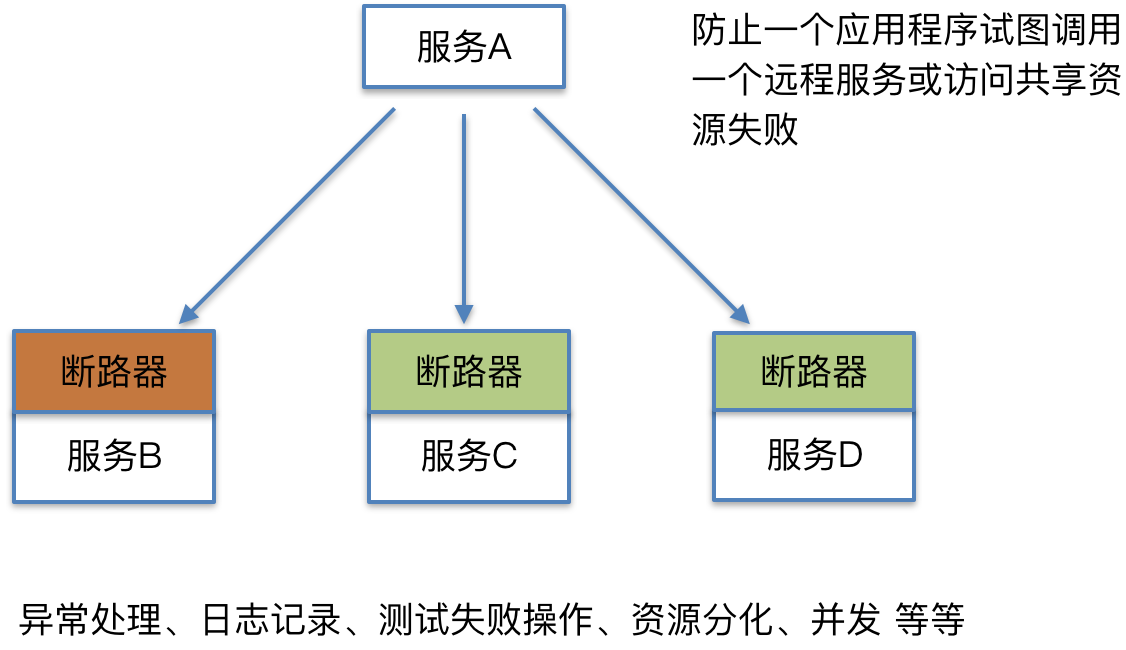 服务A
防止一个应用程序试图调用
一个远程服务或访问共享资
源失败
断路器
断路器
断路器
服务B
服务C
服务D
异常处理、日志记录、测试失败操作、资源分化、并发 等等